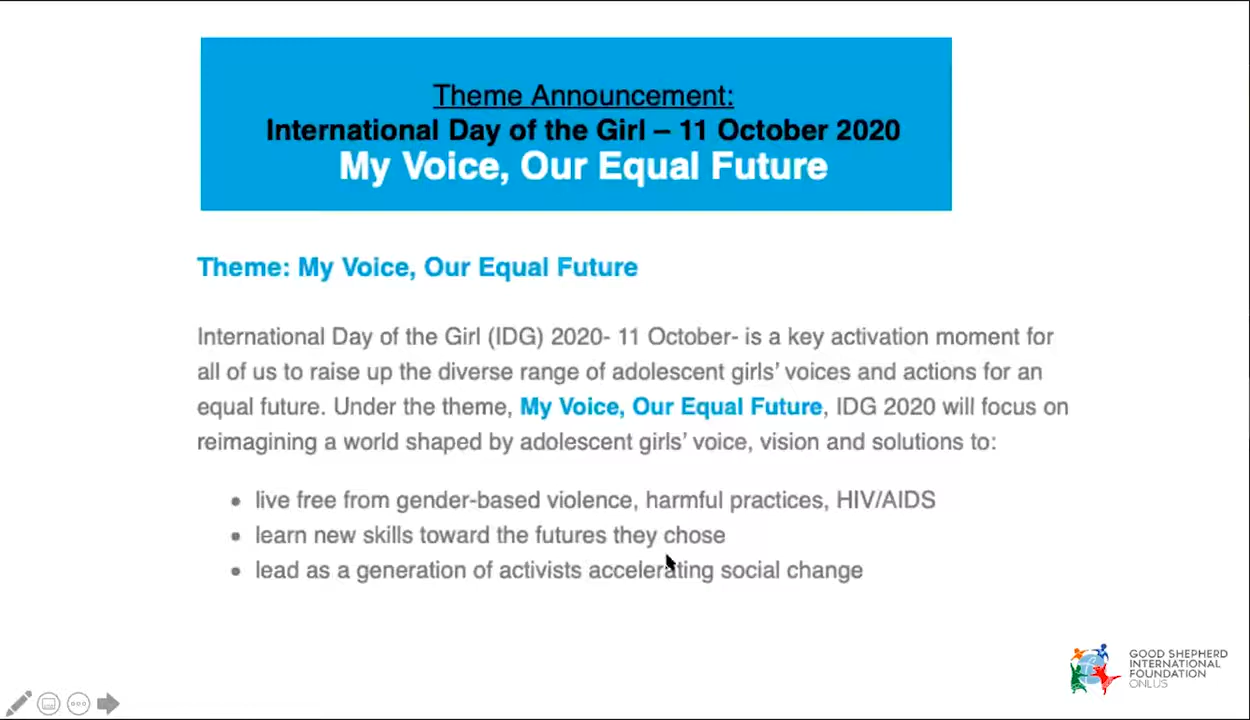 Theme Announcement:
International Day of the Girl – 11 October 2020
My Voice, Our Equal Future
Theme: My Voice, Our Equal Future
International Day of the Girl (IDG) 2020- 11 October- is a key activation moment for
all of us to raise up the diverse range of adolescent girls’ voices and actions for an
equal future. Under the theme, My Voice, Our Equal Future, IDG 2020 will focus on
reimagining a world shaped by adolescent girls’ voice, vision and solutions to:
• live free from gender-based violence, harmful practices, HIV/AIDS
• learn new skills toward the futures they chose
• lead as a generation of activists accelerating social change
GOOD SHEPHERD
INTERNATIONAL
FOUNDATION
ONLUS